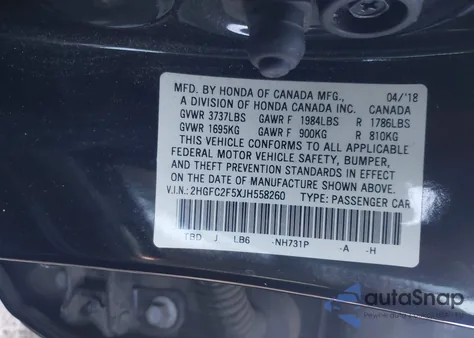 MFD. BY HONDA OF CANADA MFG., 04/'18
A DIVISION OF HONDA CANADA INC. CANADA
GVWR 3737LBS GAWR F 1984LBS R 1786LBS
GVWR 1695KG GAWR F 900KG R 810KG
THIS VEHICLE CONFORMS TO ALL APPLICABLE
FEDERAL MOTOR VEHICLE SAFETY, BUMPER,
AND THEFT PREVENTION STANDARDS IN EFFECT
ON THE DATE OF MANUFACTURE SHOWN ABOVE.
V.I.N.: 2HGFC2F5XJH558260 TYPE: PASSENGER CAR
TBD J LB6 -NH731P -A -H
autoSnap